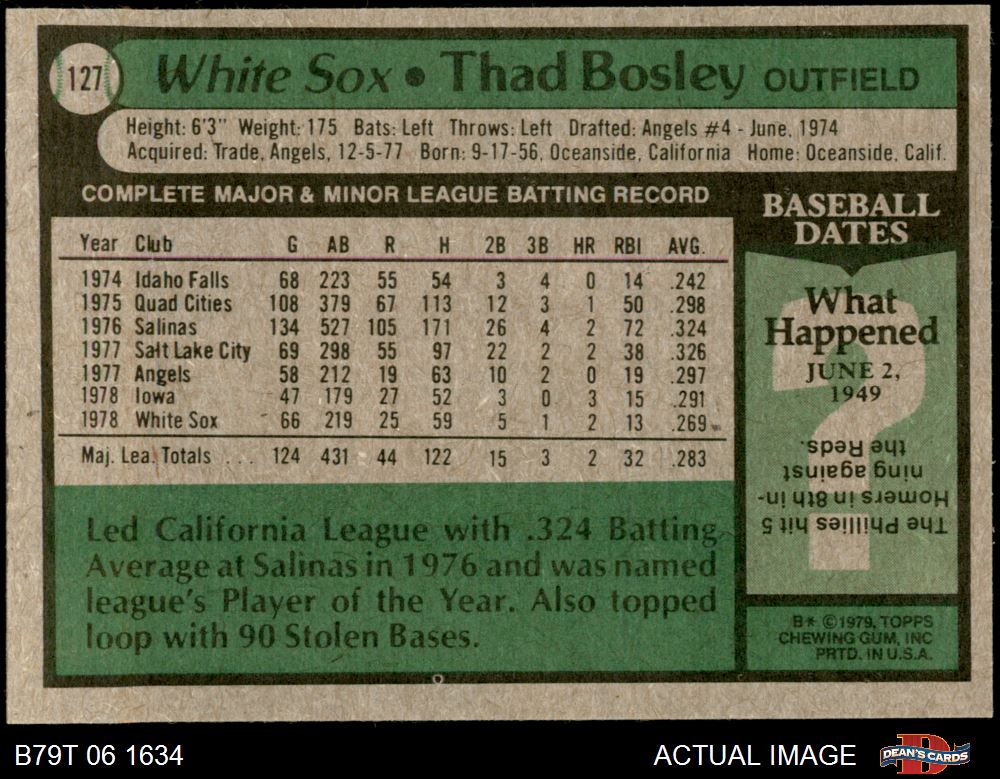 127 White Sox • Thad Bosley OUTFIELD
Height: 6'3" Weight: 175 Bats: Left Throws: Left Drafted: Angels #4 - June, 1974
Acquired: Trade, Angels, 12-5-77 Born: 9-17-56, Oceanside, California Home: Oceanside, Calif.
COMPLETE MAJOR & MINOR LEAGUE BATTING RECORD
Year Club G AB R H 2B 3B HR RBI AVG.
1974 Idaho Falls 68 223 55 54 3 4 0 14 .242
1975 Quad Cities 108 379 67 113 12 3 1 50 .298
1976 Salinas 134 527 105 171 26 4 2 72 .324
1977 Salt Lake City 69 298 55 97 22 2 2 38 .326
1977 Angels 58 212 19 63 10 2 0 19 .297
1978 Iowa 47 179 27 52 3 0 3 15 .291
1978 White Sox 66 219 25 59 5 1 2 13 .269
Maj. Lea. Totals ... 124 431 44 122 15 3 2 32 .283
Led California League with .324 Batting
Average at Salinas in 1976 and was named
league's Player of the Year. Also topped
loop with 90 Stolen Bases.
BASEBALL
DATES
What
Happened
JUNE 2,
1949
?
The Phillies hit 5
Homers in 8th in-
ning against
the Reds.
B* ©1979, TOPPS
CHEWING GUM, INC
PRTD. IN U.S.A.
B79T 06 1634
ACTUAL IMAGE
D
DEAN'S CARDS